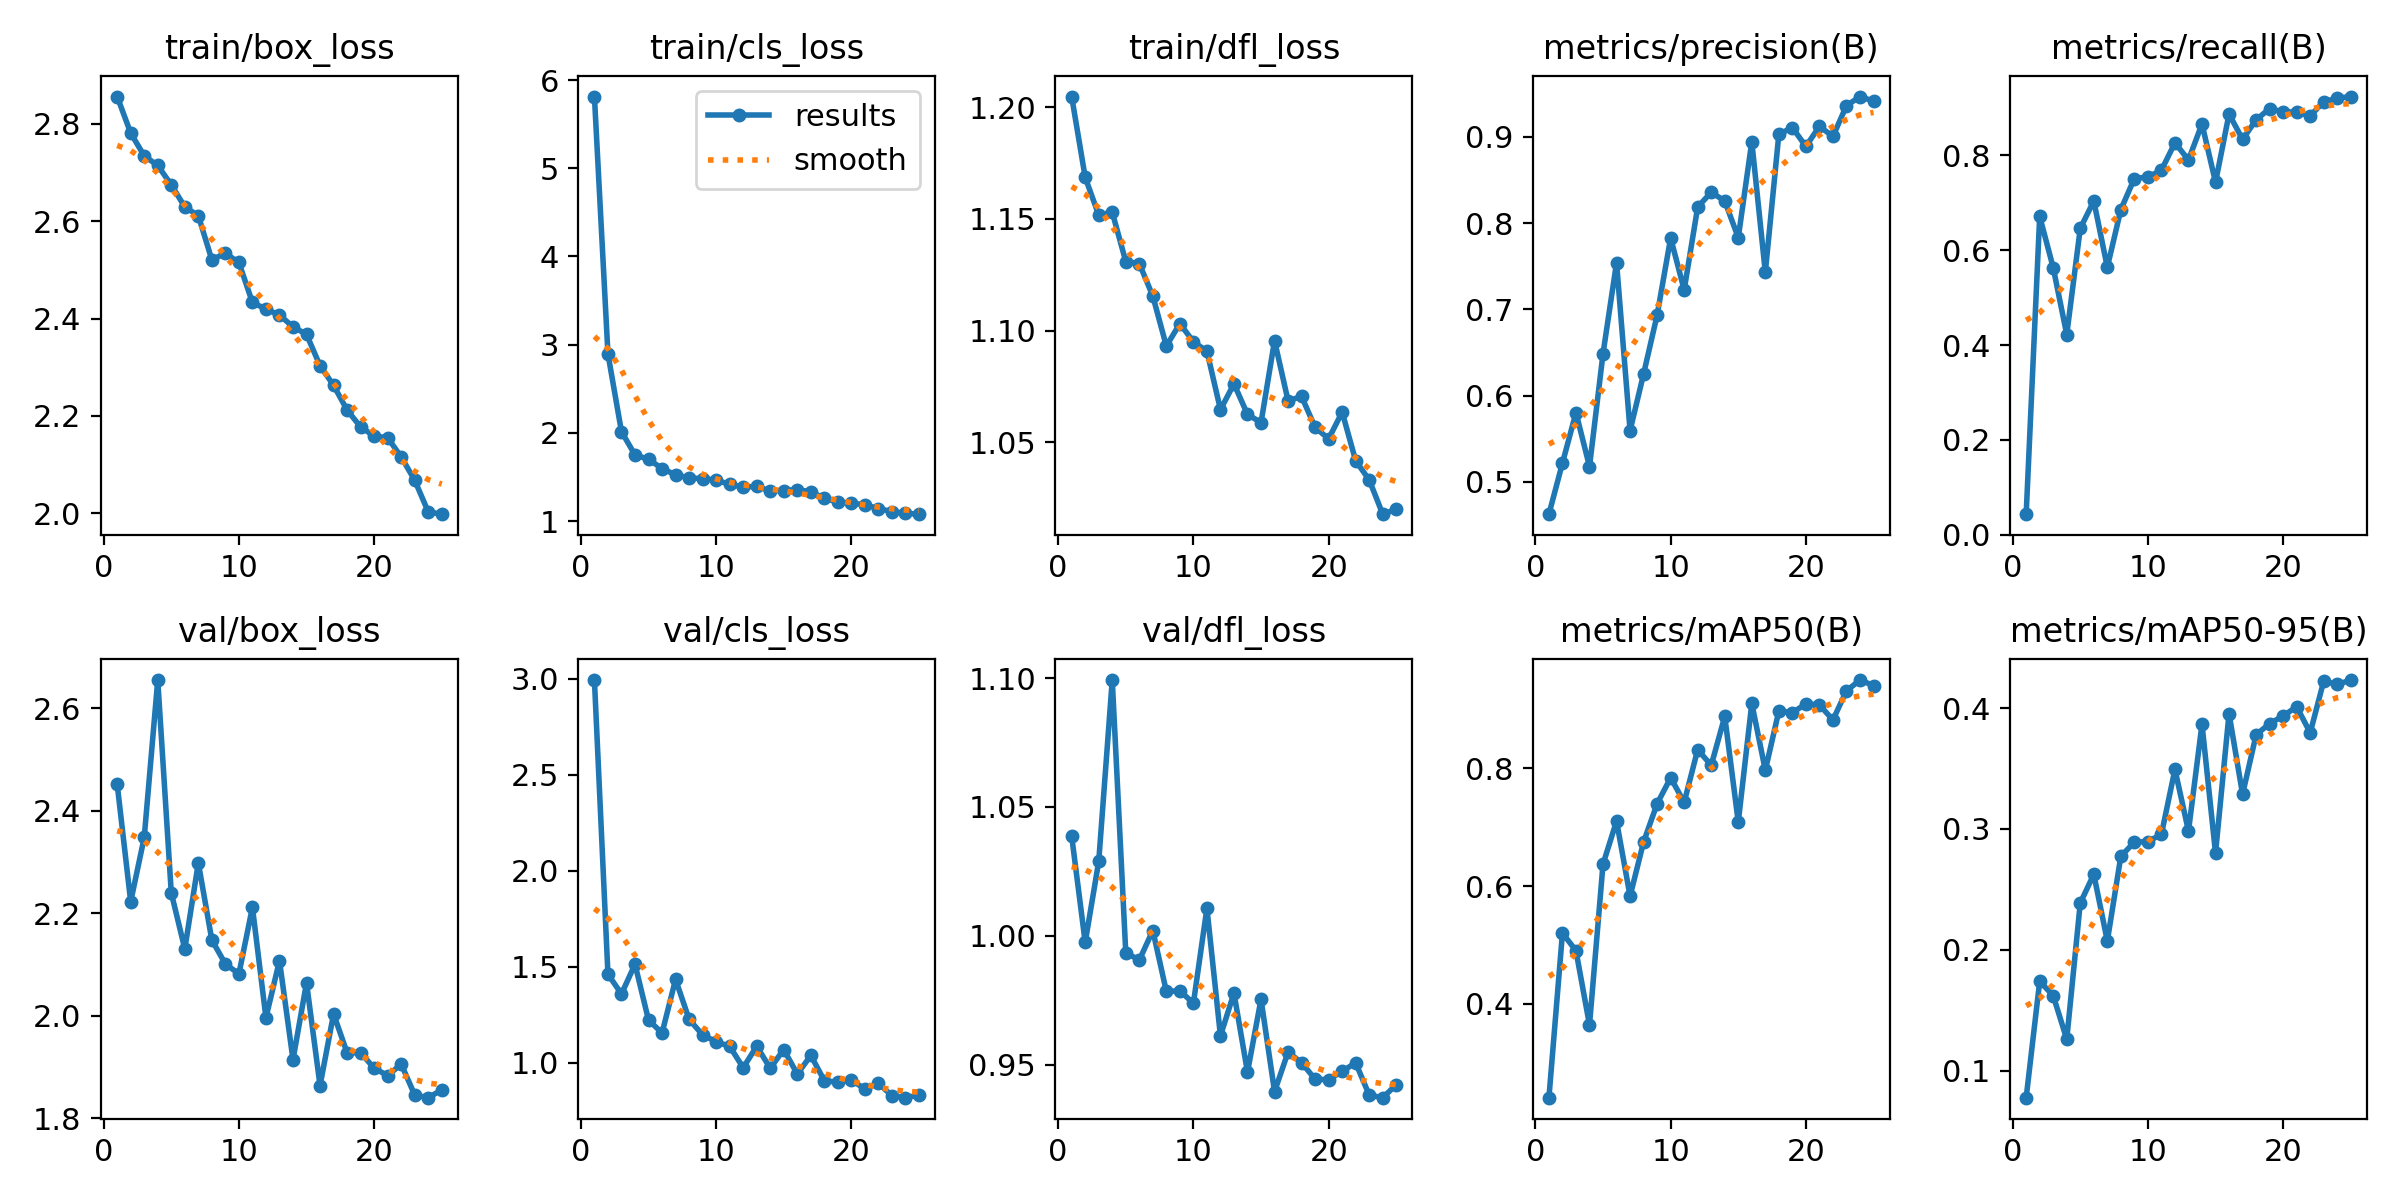 train/box_loss
train/cls_loss
train/dfl_loss
metrics/precision(B)
metrics/recall(B)
2.8
2.6
2.4
2.2
2.0
0 10 20
6
5
4
3
2
1
0 10 20
results
smooth
1.20
1.15
1.10
1.05
0 10 20
0.9
0.8
0.7
0.6
0.5
0 10 20
0.8
0.6
0.4
0.2
0.0
0 10 20
val/box_loss
val/cls_loss
val/dfl_loss
metrics/mAP50(B)
metrics/mAP50-95(B)
2.6
2.4
2.2
2.0
1.8
0 10 20
3.0
2.5
2.0
1.5
1.0
0 10 20
1.10
1.05
1.00
0.95
0 10 20
0.8
0.6
0.4
0 10 20
0.4
0.3
0.2
0.1
0 10 20